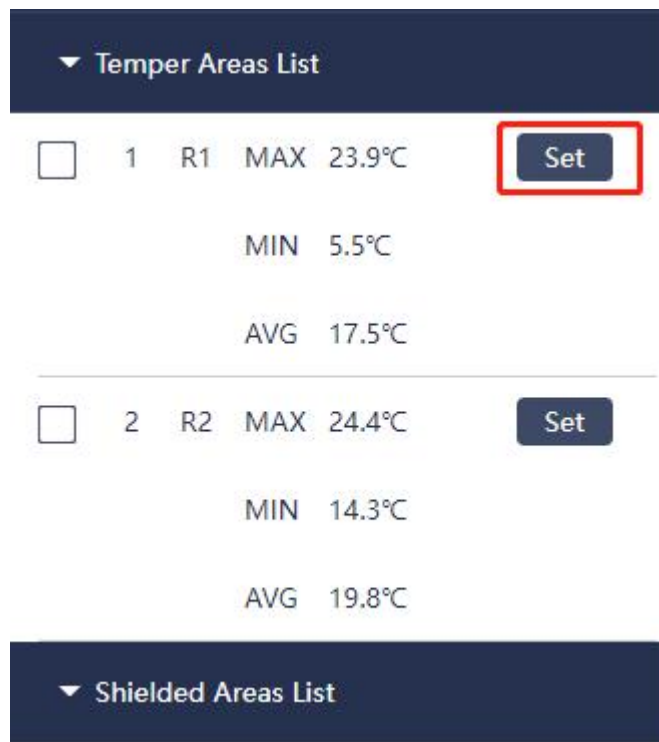 Temper Areas List
1 R1 MAX 23.9℃ Set
MIN 5.5℃
AVG 17.5℃
2 R2 MAX 24.4℃ Set
MIN 14.3℃
AVG 19.8℃
Shielded Areas List